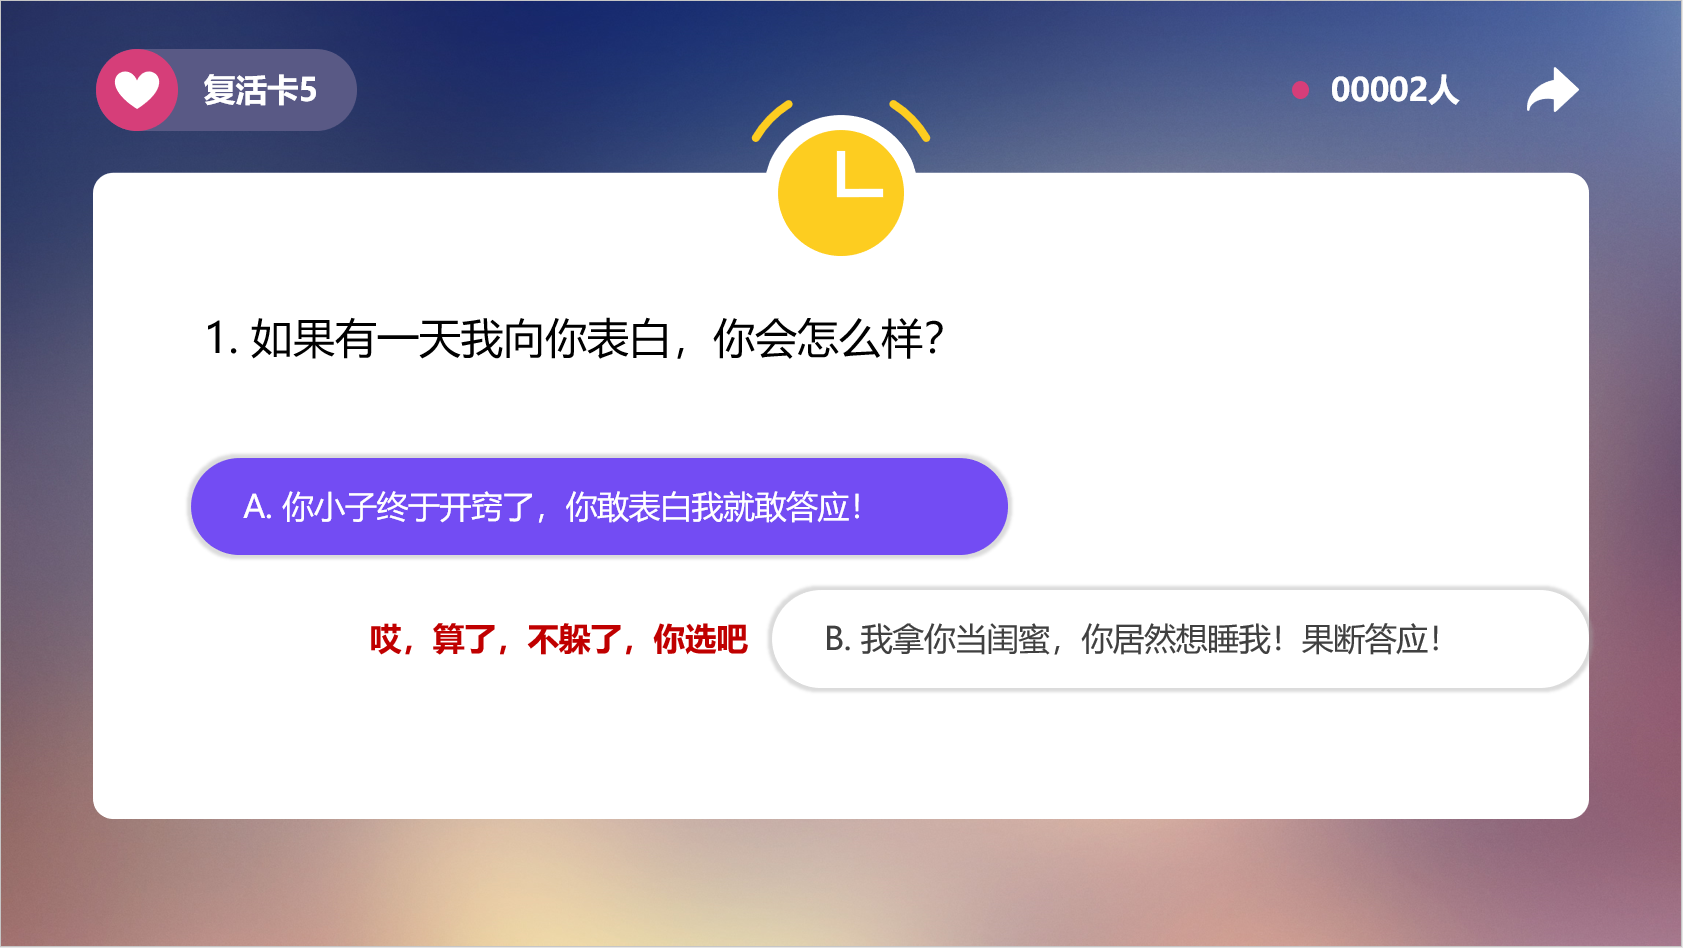 复活卡5
00002人
1. 如果有一天我向你表白，你会怎么样？
A. 你小子终于开窍了，你敢表白我就敢答应！
哎，算了，不躲了，你选吧
B. 我拿你当闺蜜，你居然想睡我！果断答应！